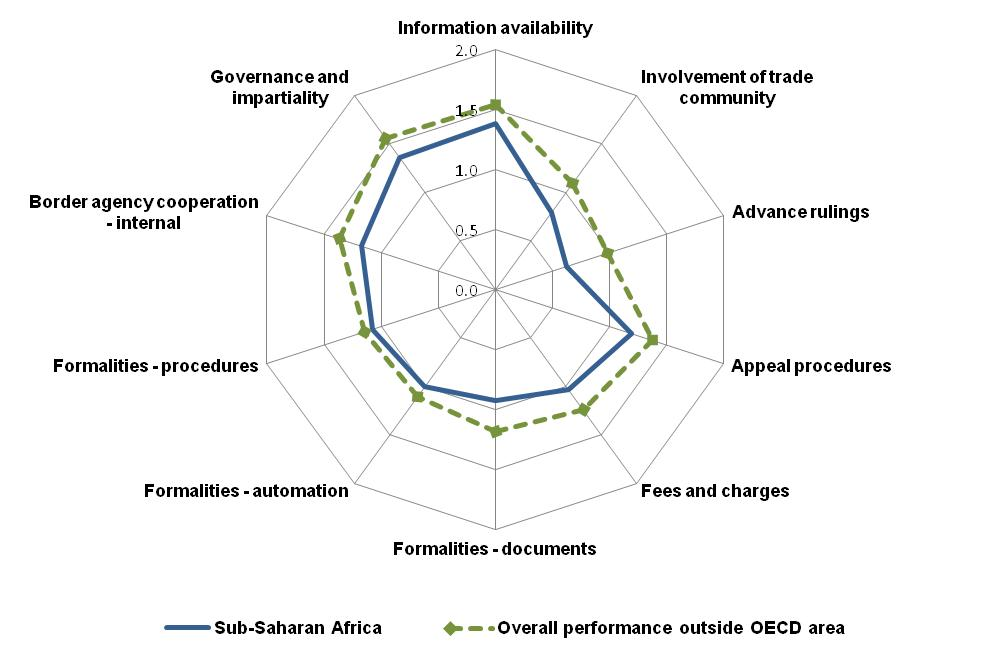 Information availability
2.0
Governance and
impartiality
Involvement of trade
community
1.5
1.0
Border agency cooperation
- internal
Advance rulings
0.5
0.0
Formalities - procedures
Appeal procedures
Formalities - automation
Fees and charges
Formalities - documents
Sub-Saharan Africa
Overall performance outside OECD area